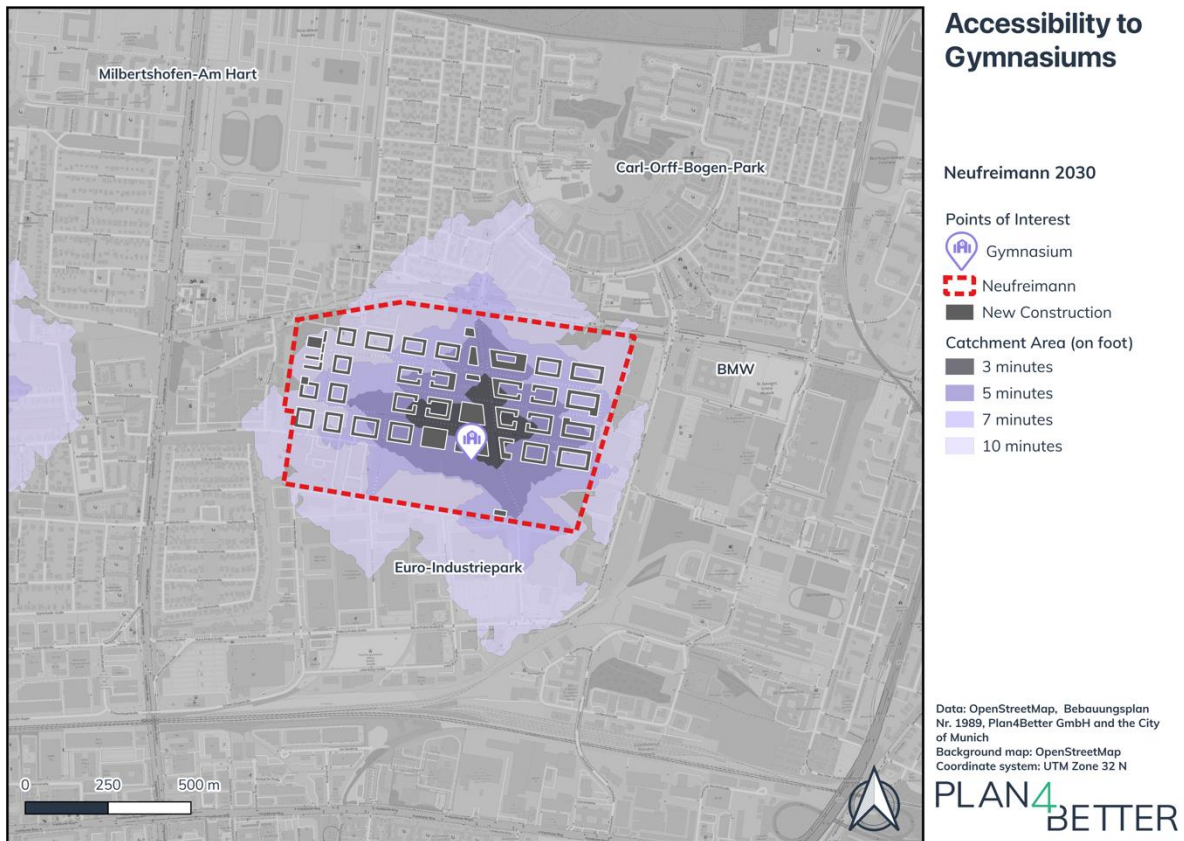 Accessibility to
Gymnasiums
Neufreimann 2030
Points of Interest
Gymnasium
Neufreimann
New Construction
Catchment Area (on foot)
3 minutes
5 minutes
7 minutes
10 minutes
Milbertshofen-Am Hart
Carl-Orff-Bogen-Park
BMW
Euro-Industriepark
0 250 500 m
Data: OpenStreetMap, Bebauungsplan
Nr. 1989, Plan4Better GmbH and the City
of Munich
Background map: OpenStreetMap
Coordinate system: UTM Zone 32 N
PLAN4
BETTER